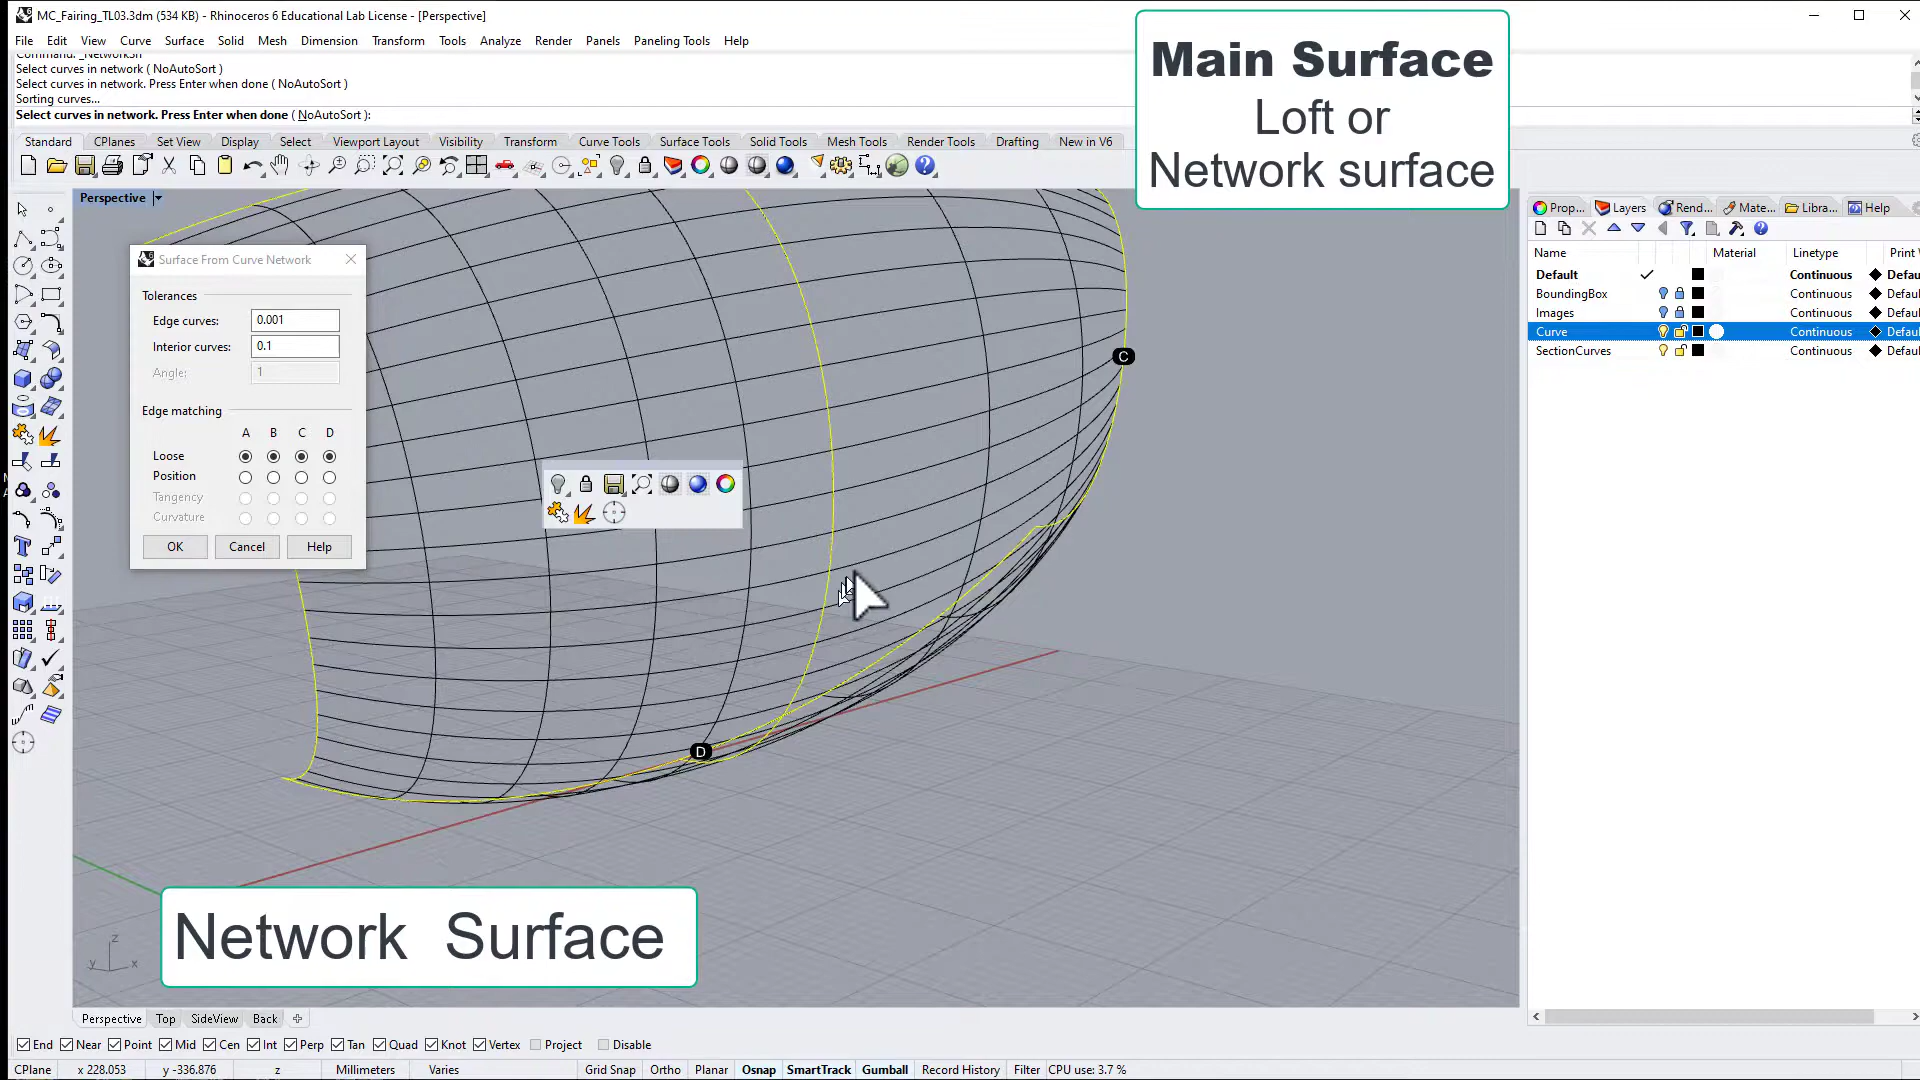 MC_Fairing_TL03.3dm (534 KB) - Rhinoceros 6 Educational Lab License - [Perspective]
File Edit View Curve Surface Solid Mesh Dimension Transform Tools Analyze Render Panels Paneling Tools Help
Command: _NetworkSrf
Select curves in network ( NoAutoSort )
Select curves in network. Press Enter when done ( NoAutoSort )
Sorting curves...
Select curves in network. Press Enter when done ( NoAutoSort ):
Main Surface
Loft or
Network surface
Standard CPlanes Set View Display Select Viewport Layout Visibility Transform Curve Tools Surface Tools Solid Tools Mesh Tools Render Tools Drafting New in V6
Perspective
Prop... Layers Rend... Mate... Libra... Help
Name Material Linetype Print W
Default Continuous Defau
BoundingBox Continuous Defau
Images Continuous Defau
Curve Continuous Defau
SectionCurves Continuous Defau
Surface From Curve Network
Tolerances
Edge curves: 0.001
Interior curves: 0.1
Angle: 1
Edge matching
A B C D
Loose
Position
Tangency
Curvature
OK Cancel Help
C
D
Network Surface
z
y x
Perspective Top SideView Back
End Near Point Mid Cen Int Perp Tan Quad Knot Vertex Project Disable
CPlane x 228.053 y -336.876 z Millimeters Varies Grid Snap Ortho Planar Osnap SmartTrack Gumball Record History Filter CPU use: 3.7 %